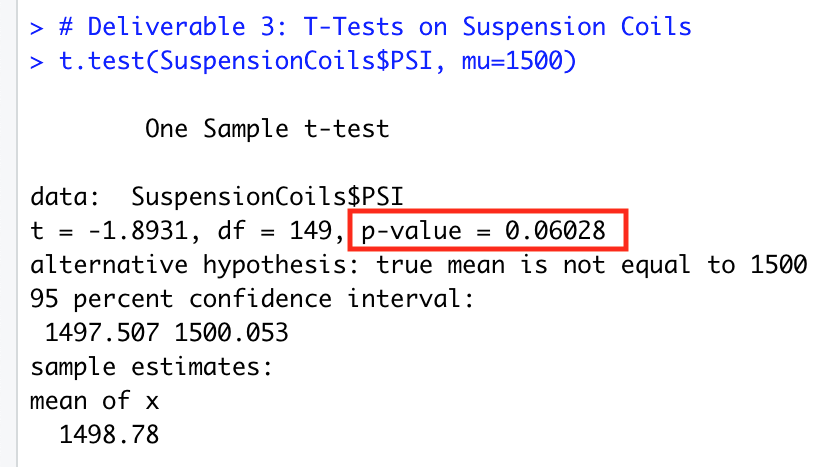 > # Deliverable 3: T-Tests on Suspension Coils
> t.test(SuspensionCoils$PSI, mu=1500)
One Sample t-test
data:  SuspensionCoils$PSI
t = -1.8931, df = 149, p-value = 0.06028
alternative hypothesis: true mean is not equal to 1500
95 percent confidence interval:
1497.507 1500.053
sample estimates:
mean of x
1498.78